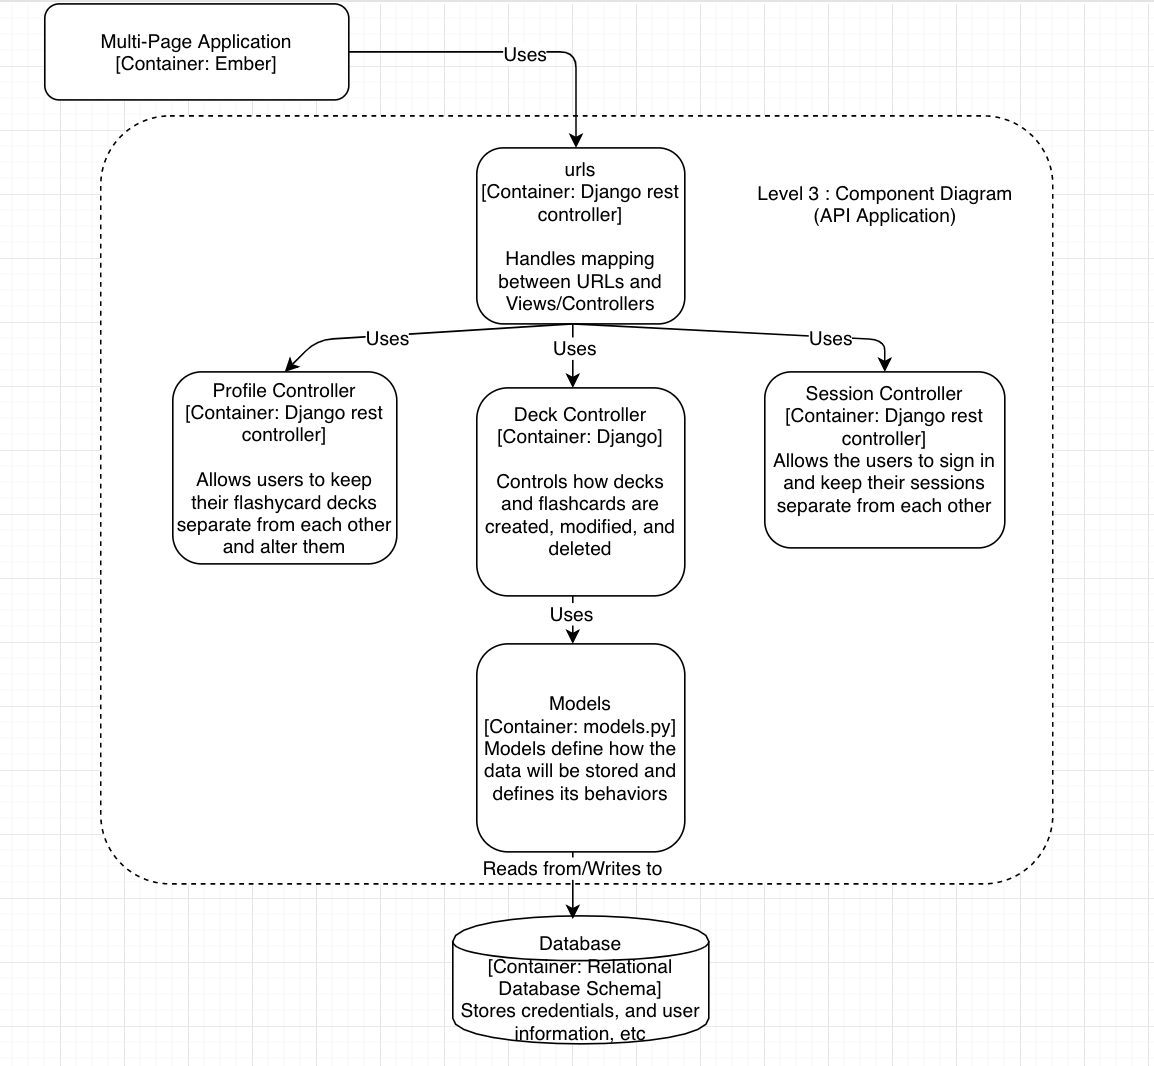 Multi-Page Application
[Container: Ember]
Uses
urls
[Container: Django rest
controller]
Handles mapping
between URLs and
Views/Controllers
Level 3 : Component Diagram
(API Application)
Uses
Uses
Uses
Profile Controller
[Container: Django rest
controller]
Allows users to keep
their flashycard decks
separate from each other
and alter them
Deck Controller
[Container: Django]
Controls how decks
and flashcards are
created, modified, and
deleted
Session Controller
[Container: Django rest
controller]
Allows the users to sign in
and keep their sessions
separate from each other
Uses
Models
[Container: models.py]
Models define how the
data will be stored and
defines its behaviors
Reads from/Writes to
Database
[Container: Relational
Database Schema]
Stores credentials, and user
information, etc